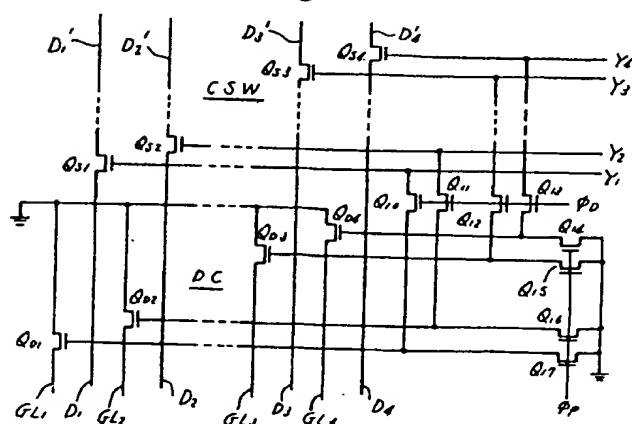 D₁' D₂' D₃' D₄'
QS4
QS3
Y4
Y3
CSW
QS2
Y2
QS1
Y1
Q10 Q11 Q12 Q13
ΦD
QD4
QD3
Q14
DC
Q15
QD2
Q16
QD1
Q17
GL₁ D₁ GL₂ D₂ GL₃ D₃ GL₄ D₄
ΦP